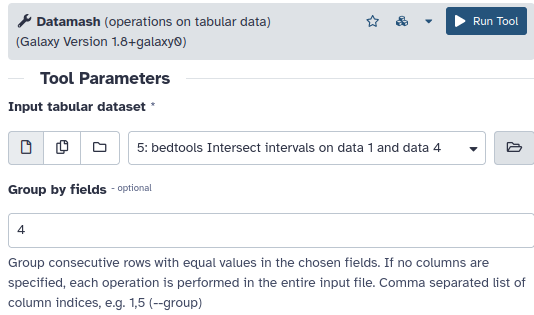 Datamash (operations on tabular data)
(Galaxy Version 1.8+galaxy0)
Run Tool
Tool Parameters
Input tabular dataset *
5: bedtools Intersect intervals on data 1 and data 4
Group by fields - optional
4
Group consecutive rows with equal values in the chosen fields. If no columns are
specified, each operation is performed in the entire input file. Comma separated list of
column indices, e.g. 1,5 (--group)